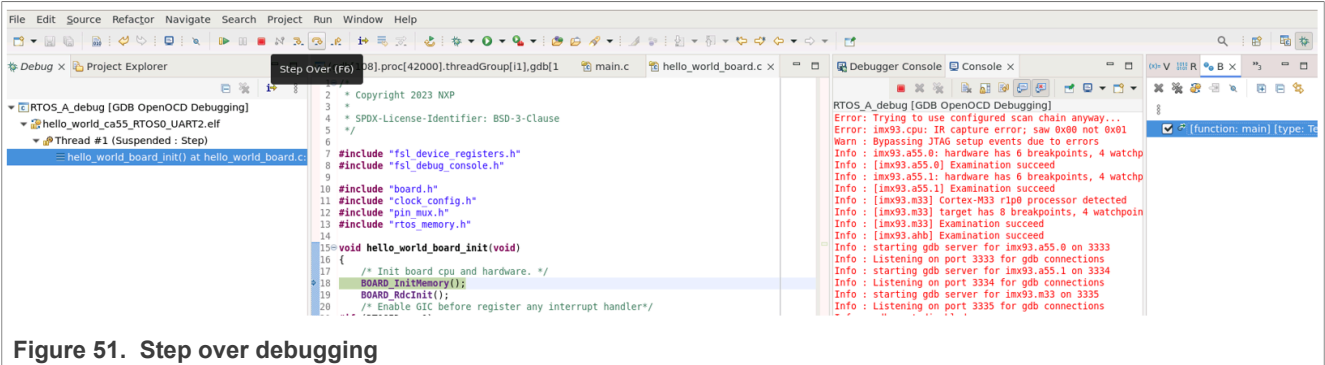 File Edit Source Refactor Navigate Search Project Run Window Help
Debug × Project Explorer
Step Over (F6)
108].proc[42000].threadGroup[i1],gdb[1 main.c hello_world_board.c ×
Debugger Console Console ×
V R B ×
RTOS_A_debug [GDB OpenOCD Debugging]
hello_world_ca55_RTOS0_UART2.elf
Thread #1 (Suspended : Step)
hello_world_board_init() at hello_world_board.c:
2 * Copyright 2023 NXP
3 *
4 * SPDX-License-Identifier: BSD-3-Clause
5 */
6
7 #include "fsl_device_registers.h"
8 #include "fsl_debug_console.h"
9
10 #include "board.h"
11 #include "clock_config.h"
12 #include "pin_mux.h"
13 #include "rtos_memory.h"
14
15 void hello_world_board_init(void)
16 {
17 /* Init board cpu and hardware. */
18 BOARD_InitMemory();
19 BOARD_RdcInit();
20 /* Enable GIC before register any interrupt handler*/
RTOS_A_debug [GDB OpenOCD Debugging]
Error: Trying to use configured scan chain anyway...
Error: imx93.cpu: IR capture error; saw 0x00 not 0x01
Warn : Bypassing JTAG setup events due to errors
Info : imx93.a55.0: hardware has 6 breakpoints, 4 watchp
Info : [imx93.a55.0] Examination succeed
Info : imx93.a55.1: hardware has 6 breakpoints, 4 watchp
Info : [imx93.a55.1] Examination succeed
Info : [imx93.m33] Cortex-M33 r1p0 processor detected
Info : [imx93.m33] target has 8 breakpoints, 4 watchpoin
Info : [imx93.m33] Examination succeed
Info : [imx93.ahb] Examination succeed
Info : starting gdb server for imx93.a55.0 on 3333
Info : Listening on port 3333 for gdb connections
Info : starting gdb server for imx93.a55.1 on 3334
Info : Listening on port 3334 for gdb connections
Info : starting gdb server for imx93.m33 on 3335
Info : Listening on port 3335 for gdb connections
[function: main] [type: Te
Figure 51. Step over debugging